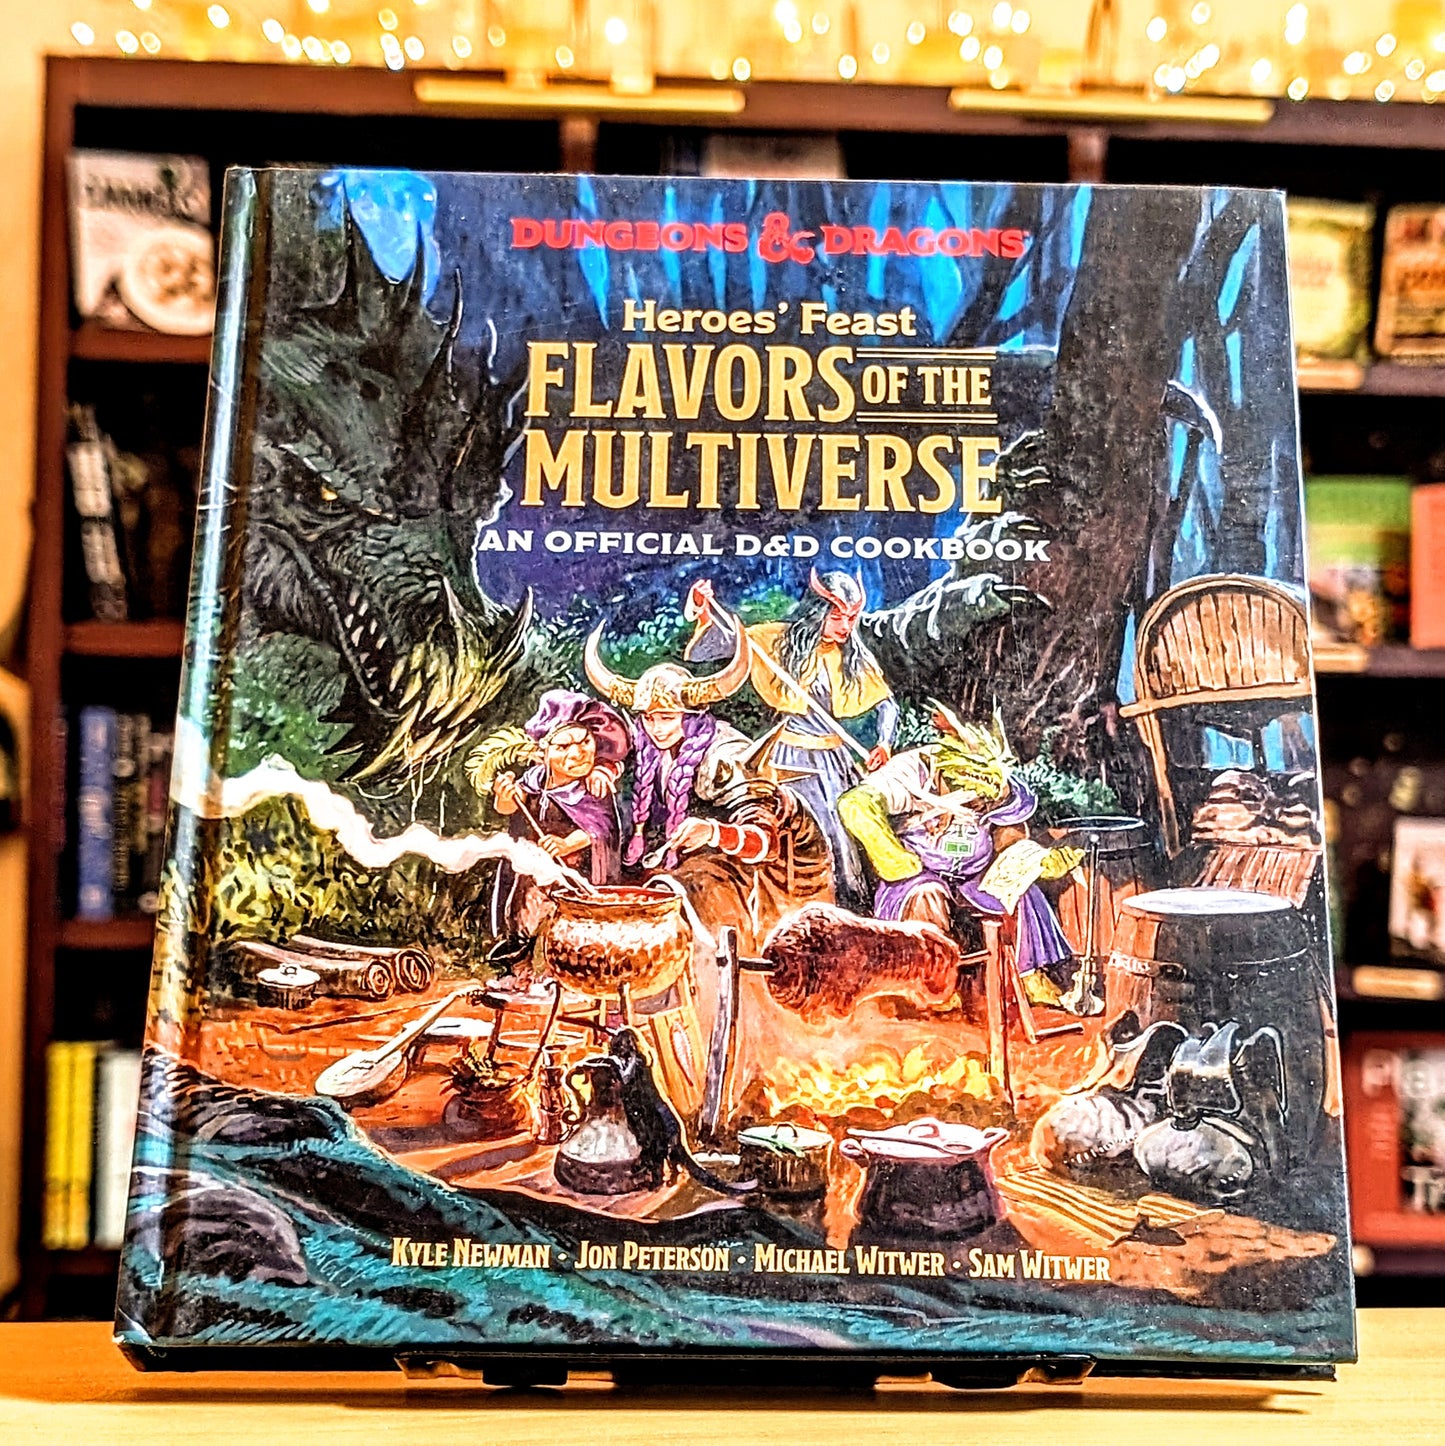 DUNGEONS & DRAGONS
Heroes' Feast
FLAVORS OF THE
MULTIVERSE
AN OFFICIAL D&D COOKBOOK
KYLE NEWMAN · JON PETERSON · MICHAEL WITWER · SAM WITWER